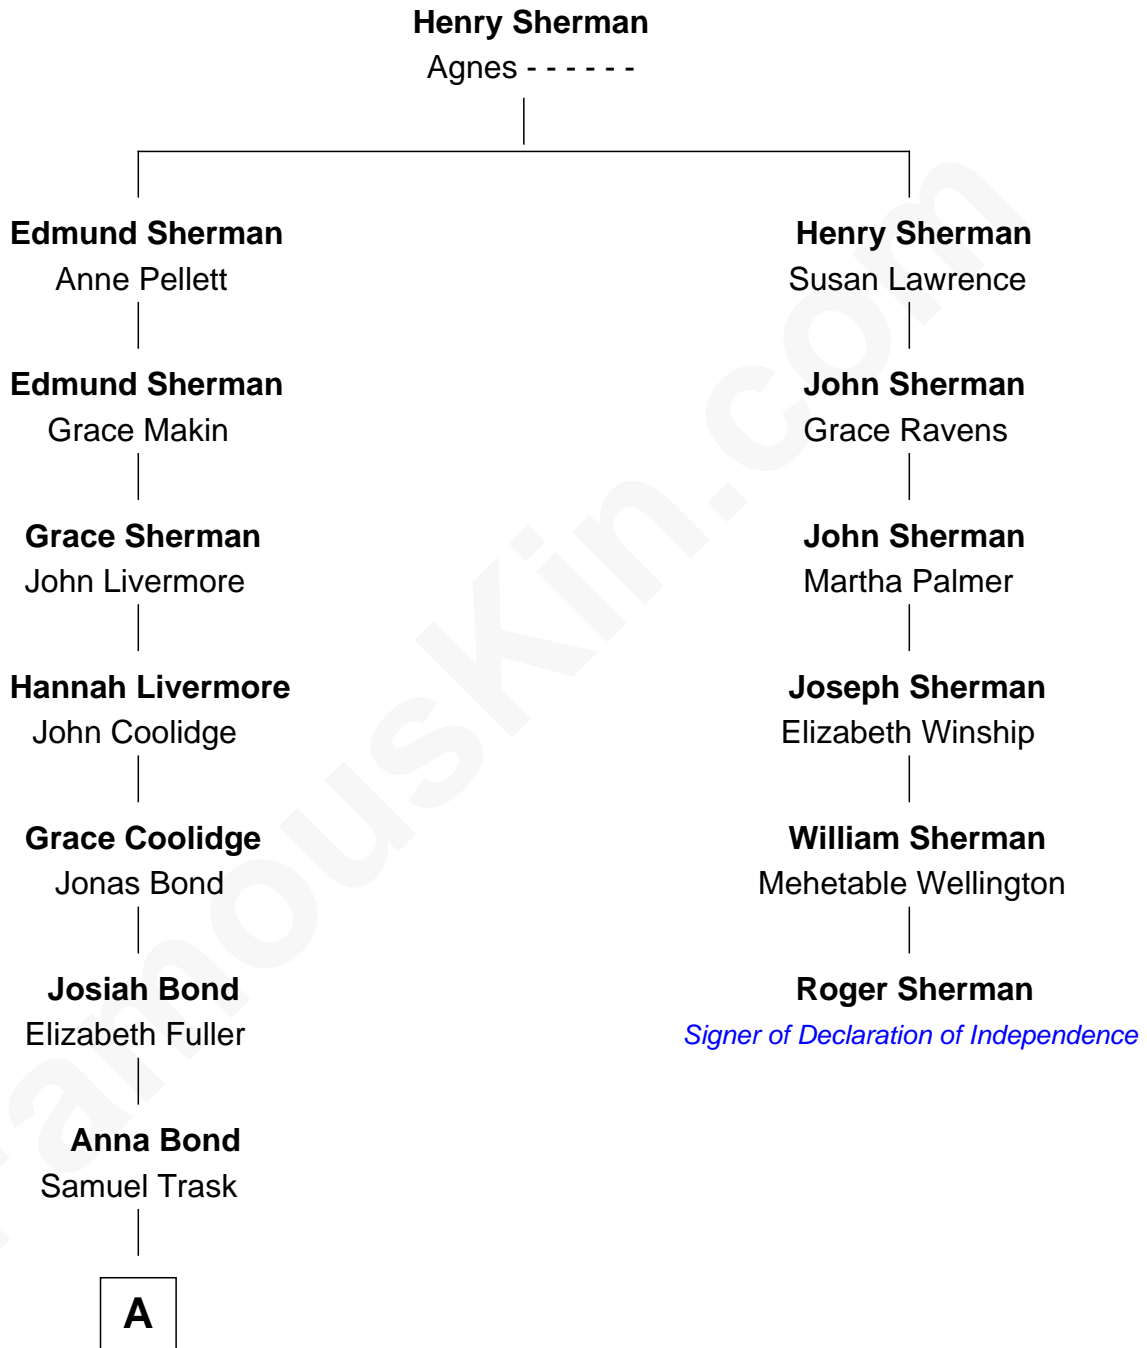 Henry Sherman
Agnes - - - - - -
Edmund Sherman
Anne Pellett
Henry Sherman
Susan Lawrence
Edmund Sherman
Grace Makin
John Sherman
Grace Ravens
Grace Sherman
John Livermore
John Sherman
Martha Palmer
Hannah Livermore
John Coolidge
Joseph Sherman
Elizabeth Winship
Grace Coolidge
Jonas Bond
William Sherman
Mehetable Wellington
Josiah Bond
Elizabeth Fuller
Roger Sherman
Signer of Declaration of Independence
Anna Bond
Samuel Trask
A
FamousKin.com